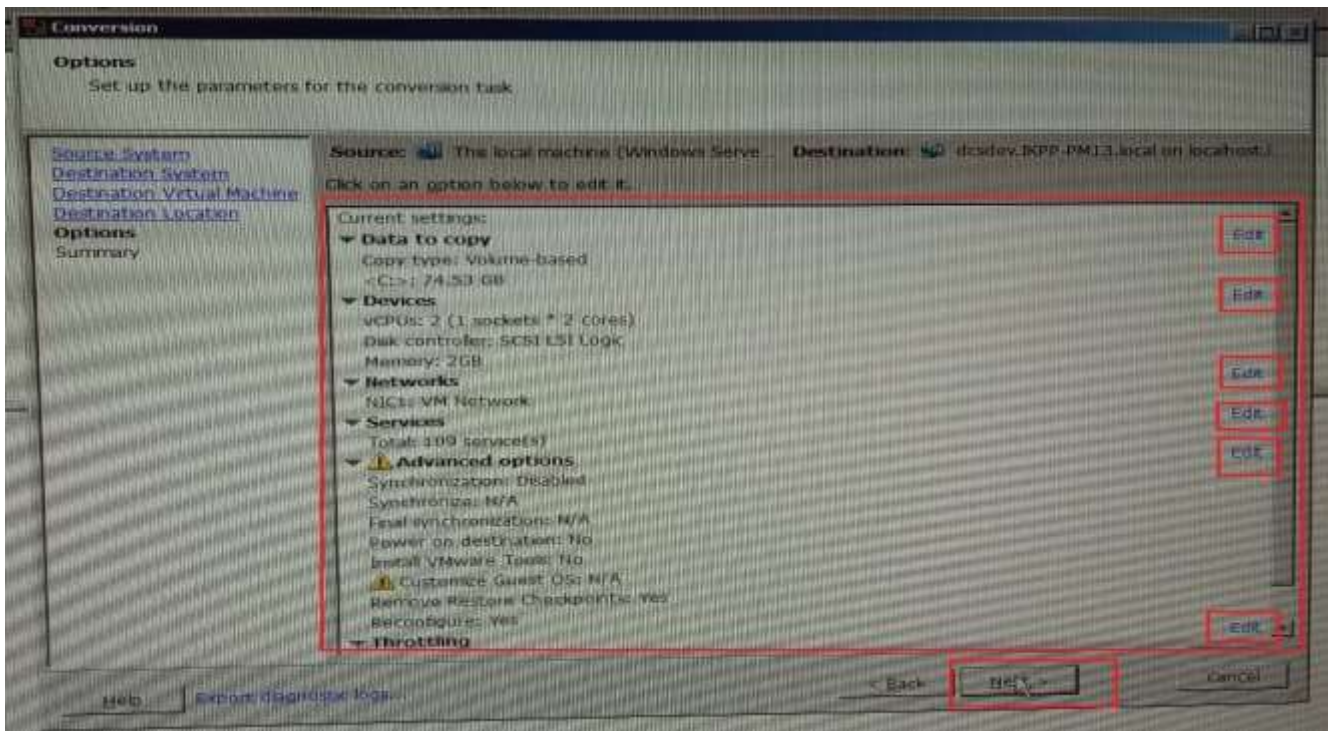 Conversion
Options
Set up the parameters for the conversion task
Source System
Destination System
Destination Virtual Machine
Destination Location
Options
Summary
Source: The local machine (Windows Serve
Destination: dcsdev.IKPP-PM13.local on locahost.l...
Click on an option below to edit it.
Current settings:
Data to copy
Edit
Copy type: Volume-based
<C:>: 74.53 GB
Devices
Edit
vCPUs: 2 (1 sockets * 2 cores)
Disk controller: SCSI LSI Logic
Memory: 2GB
Networks
Edit
NIC1: VM Network
Services
Edit
Total: 109 service(s)
Advanced options
Edit
Synchronization: Disabled
Synchronize: N/A
Final synchronization: N/A
Power on destination: No
Install VMware Tools: No
Customize Guest OS: N/A
Remove Restore Checkpoints: Yes
Reconfigure: Yes
Throttling
Edit
Help
Export diagnostic logs...
< Back
Next >
Cancel